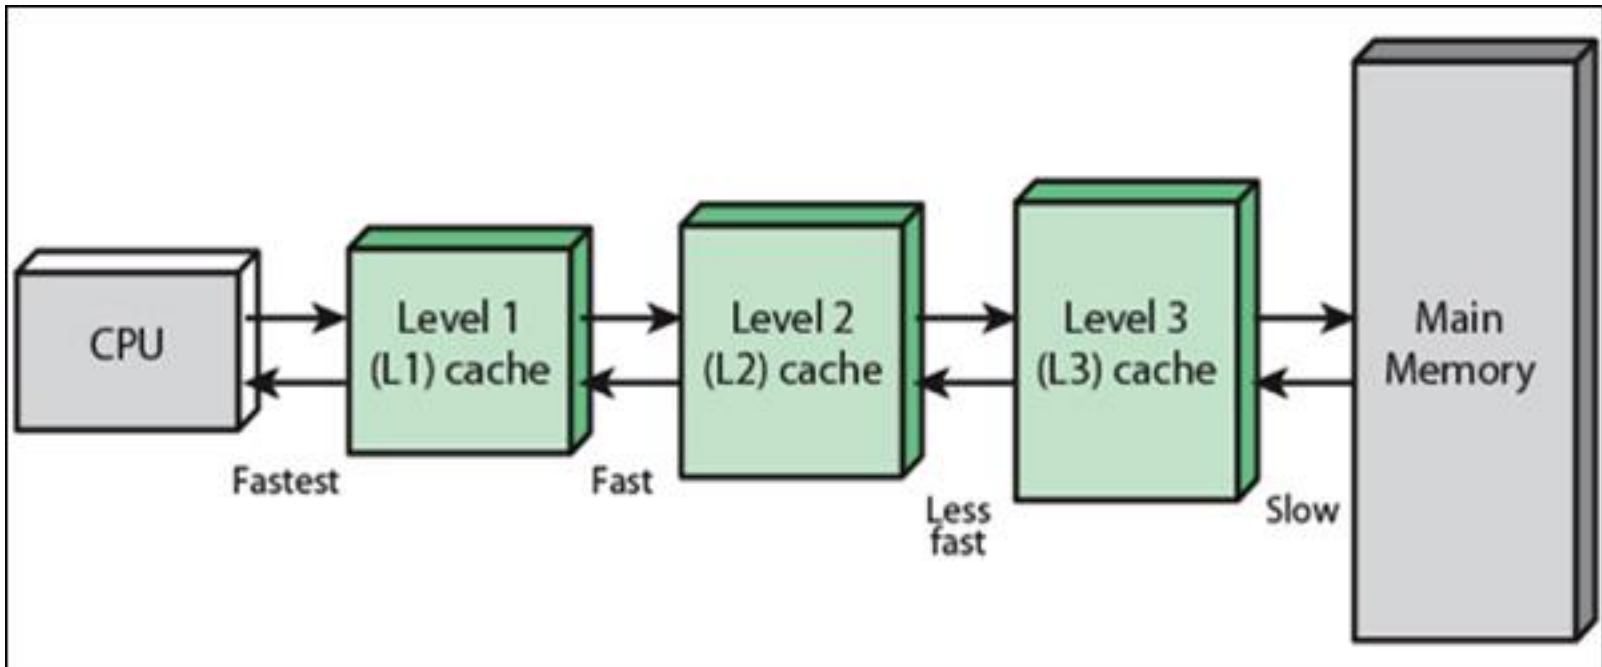 CPU
Level 1
(L1) cache
Level 2
(L2) cache
Level 3
(L3) cache
Main
Memory
Fastest
Fast
Less
fast
Slow